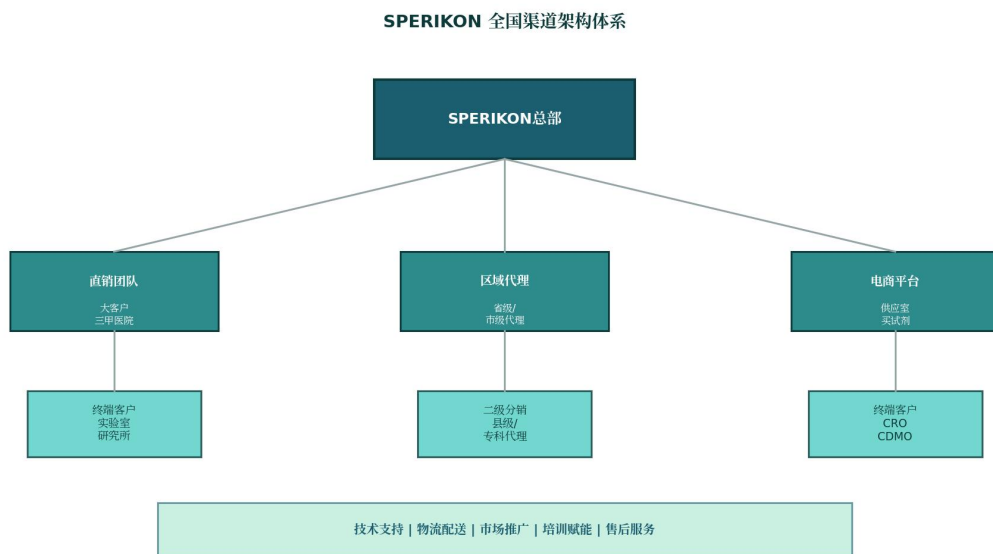 SPERIKON 全国渠道架构体系
SPERIKON总部
直销团队
大客户
三甲医院
区域代理
省级/
市级代理
电商平台
供应室
买试剂
终端客户
实验室
研究所
二级分销
县级/
专科代理
终端客户
CRO
CDMO
技术支持 | 物流配送 | 市场推广 | 培训赋能 | 售后服务